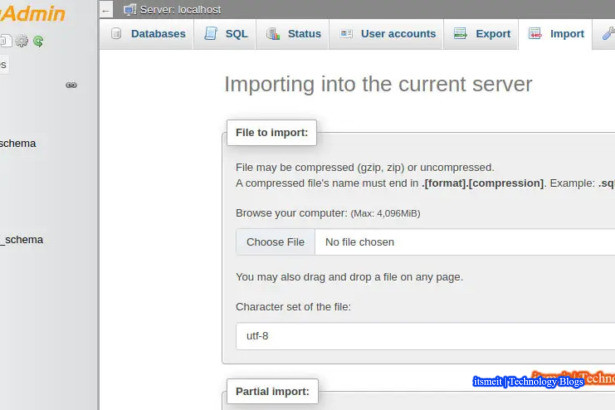 Admin
Server: localhost
Databases SQL Status User accounts Export Import
Importing into the current server
schema
_schema
File to import:
File may be compressed (gzip, zip) or uncompressed.
A compressed file's name must end in .[format].[compression]. Example: .sq
Browse your computer: (Max: 4,096MiB)
Choose File No file chosen
You may also drag and drop a file on any page.
Character set of the file:
utf-8
itsmeit | Technology Blogs
Partial import: